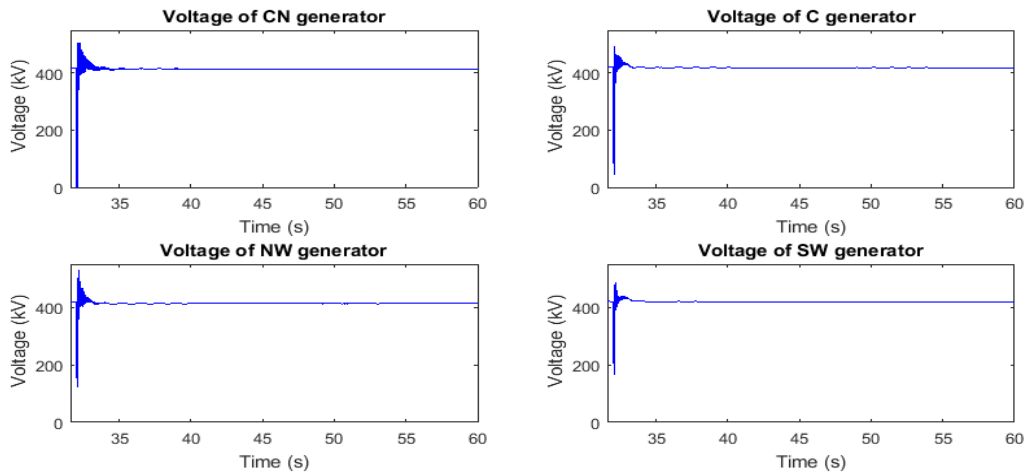 Voltage of CN generator
Voltage (kV)
400
200
0
35 40 45 50 55 60
Time (s)
Voltage of C generator
Voltage (kV)
400
200
0
35 40 45 50 55 60
Time (s)
Voltage of NW generator
Voltage (kV)
400
200
0
35 40 45 50 55 60
Time (s)
Voltage of SW generator
Voltage (kV)
400
200
0
35 40 45 50 55 60
Time (s)